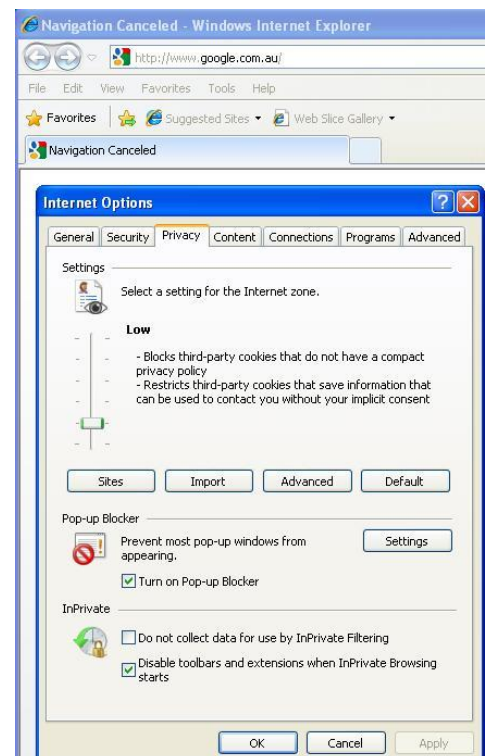 Navigation Canceled - Windows Internet Explorer
http://www.google.com.au/
File Edit View Favorites Tools Help
Favorites Suggested Sites Web Slice Gallery
Navigation Canceled
Internet Options
General Security Privacy Content Connections Programs Advanced
Settings
Select a setting for the Internet zone.
Low
- Blocks third-party cookies that do not have a compact
privacy policy
- Restricts third-party cookies that save information that
can be used to contact you without your implicit consent
Sites Import Advanced Default
Pop-up Blocker
Prevent most pop-up windows from
appearing.
Settings
Turn on Pop-up Blocker
InPrivate
Do not collect data for use by InPrivate Filtering
Disable toolbars and extensions when InPrivate Browsing
starts
OK Cancel Apply